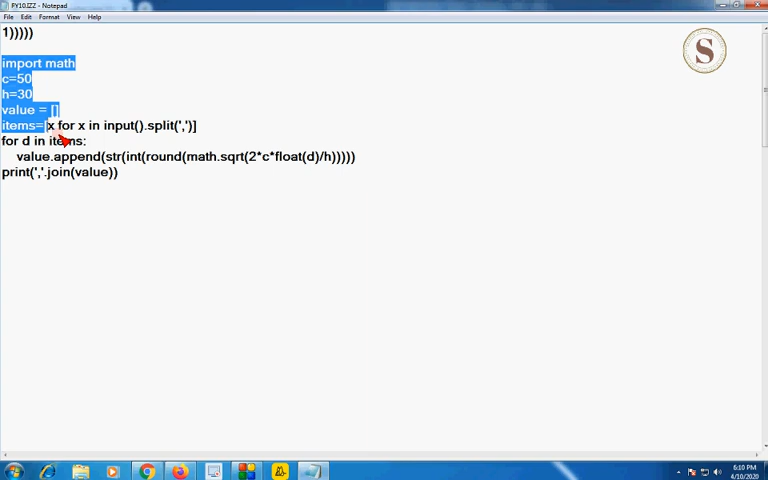 PY10.IZZ - Notepad
File Edit Format View Help
1)))))
import math
c=50
h=30
value = []
items=[x for x in input().split(',')]
for d in items:
value.append(str(int(round(math.sqrt(2*c*float(d)/h)))))
print(','.join(value))
S
6:10 PM
4/10/2020